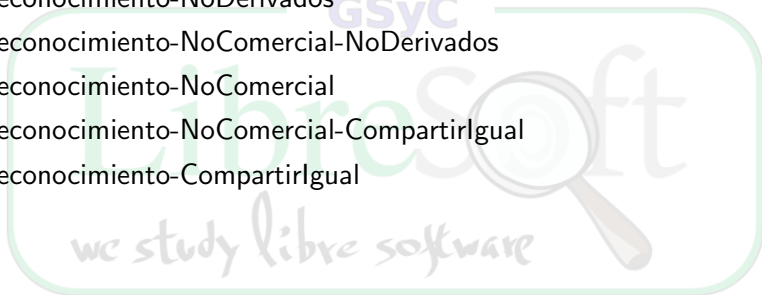 GSyC
econocimiento-NoDerivados
econocimiento-NoComercial-NoDerivados
econocimiento-NoComercial
econocimiento-NoComercial-CompartirIgual
econocimiento-CompartirIgual
LibreSoft
we study libre software